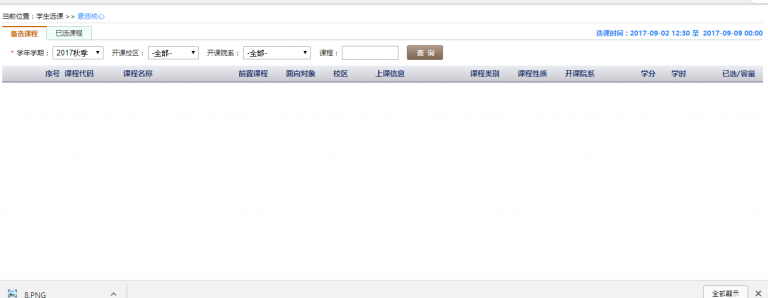 当前位置：学生选课 >> 素质核心
备选课程 已选课程 选课时间：2017-09-02 12:30 至 2017-09-09 00:00
* 学年学期： 2017秋季 开课校区： -全部- 开课院系： -全部- 课程： 查 询
序号 课程代码 课程名称 前置课程 面向对象 校区 上课信息 课程类别 课程性质 开课院系 学分 学时 已选/容量
8.PNG 全部显示